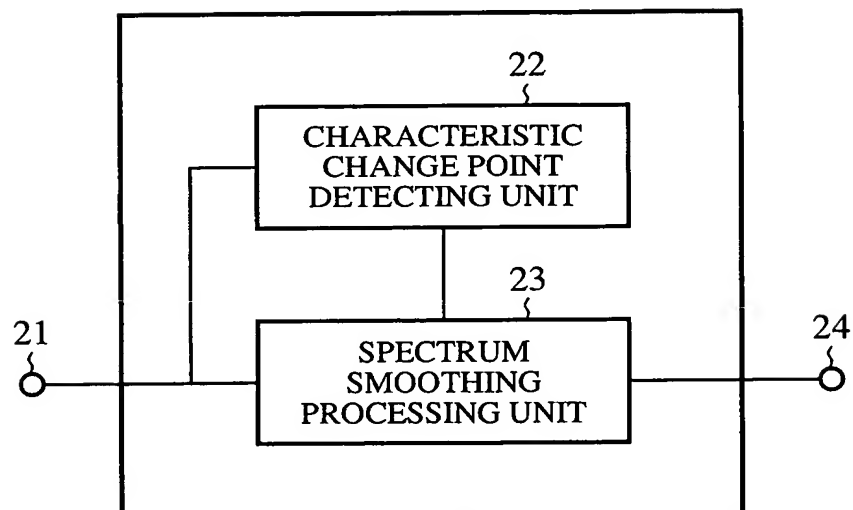 22
CHARACTERISTIC
CHANGE POINT
DETECTING UNIT
23
21
24
SPECTRUM
SMOOTHING
PROCESSING UNIT